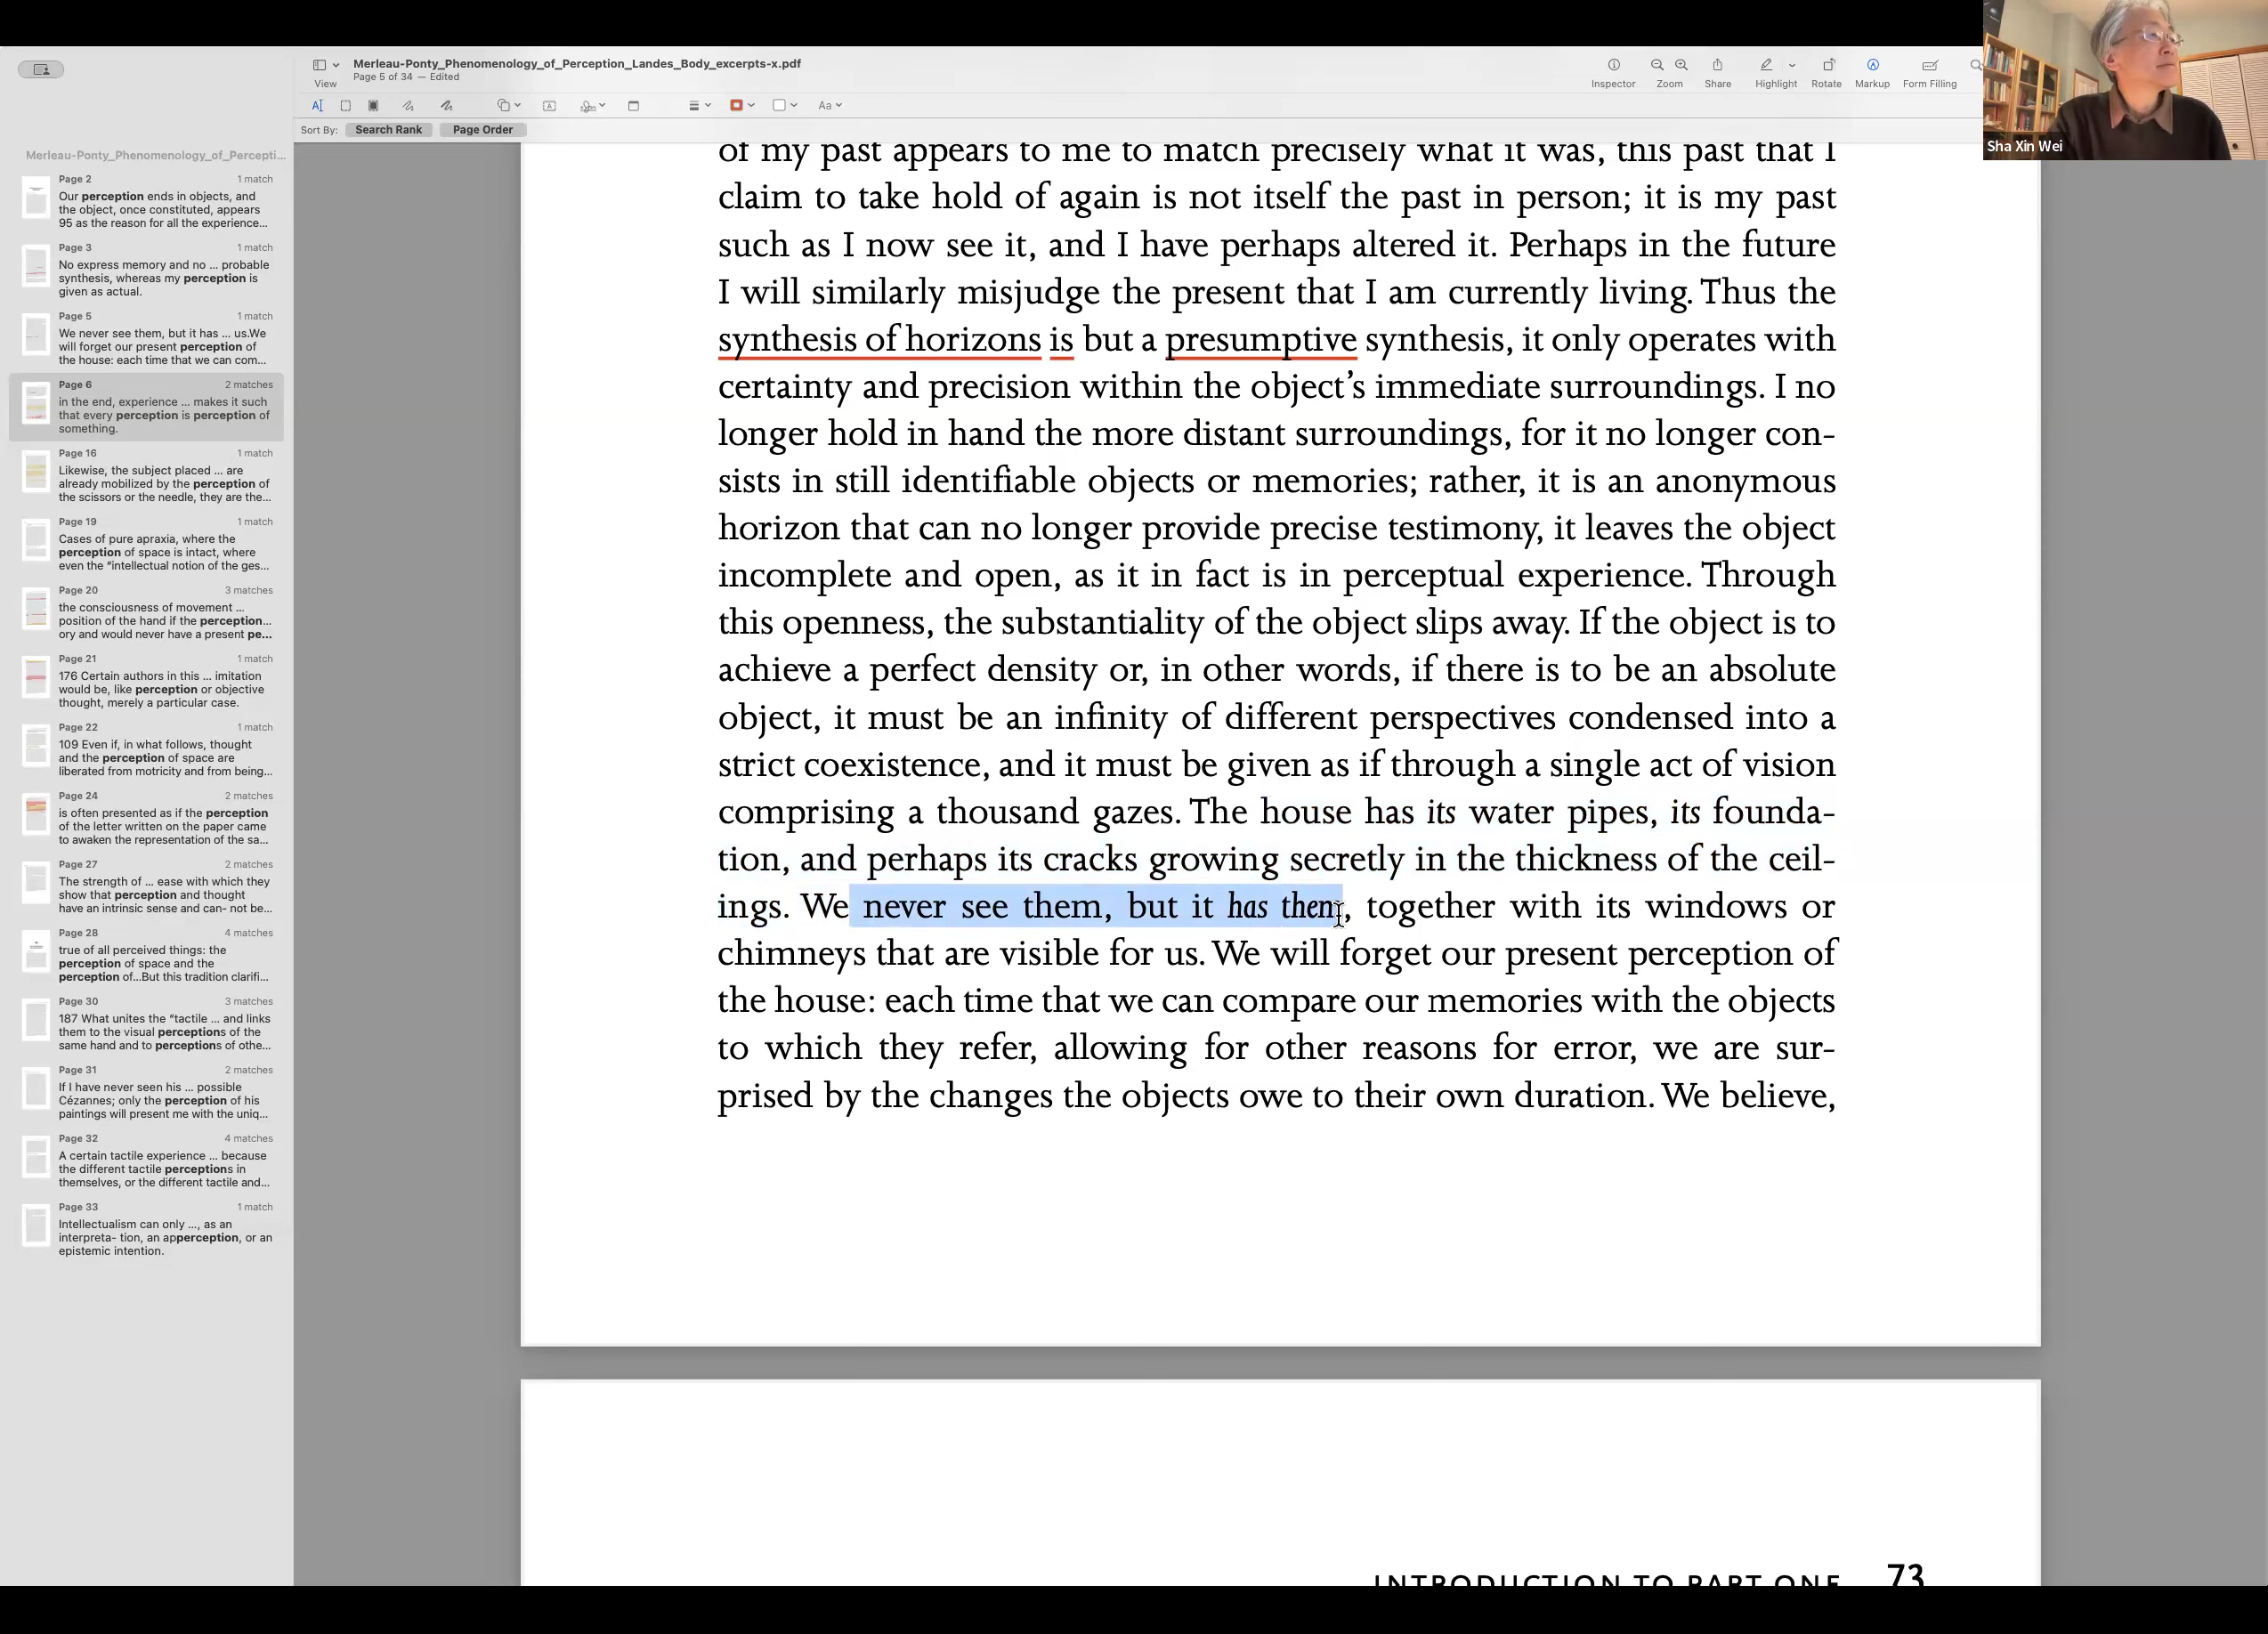 Merleau-Ponty_Phenomenology_of_Perception_Landes_Body_excerpts-x.pdf
Page 5 of 34 — Edited
View
Inspector
Zoom
Share
Highlight
Rotate
Markup
Form Filling
Aa
Sort By: Search Rank Page Order
Sha Xin Wei
Merleau-Ponty_Phenomenology_of_Percepti...
Page 2 1 match
Our perception ends in objects, and
the object, once constituted, appears
95 as the reason for all the experience...
Page 3 1 match
No express memory and no ... probable
synthesis, whereas my perception is
given as actual.
Page 5 1 match
We never see them, but it has ... us.We
will forget our present perception of
the house: each time that we can com...
Page 6 2 matches
in the end, experience ... makes it such
that every perception is perception of
something.
Page 16 1 match
Likewise, the subject placed ... are
already mobilized by the perception of
the scissors or the needle, they are the...
Page 19 1 match
Cases of pure apraxia, where the
perception of space is intact, where
even the “intellectual notion of the ges...
Page 20 3 matches
the consciousness of movement ...
position of the hand if the perception...
ory and would never have a present pe...
Page 21 1 match
176 Certain authors in this ... imitation
would be, like perception or objective
thought, merely a particular case.
Page 22 1 match
109 Even if, in what follows, thought
and the perception of space are
liberated from motricity and from being...
Page 24 2 matches
is often presented as if the perception
of the letter written on the paper came
to awaken the representation of the sa...
Page 27 2 matches
The strength of ... ease with which they
show that perception and thought
have an intrinsic sense and can- not be...
Page 28 4 matches
true of all perceived things: the
perception of space and the
perception of...But this tradition clarifi...
Page 30 3 matches
187 What unites the “tactile ... and links
them to the visual perceptions of the
same hand and to perceptions of othe...
Page 31 2 matches
If I have never seen his ... possible
Cézannes; only the perception of his
paintings will present me with the uniq...
Page 32 4 matches
A certain tactile experience ... because
the different tactile perceptions in
themselves, or the different tactile and...
Page 33 1 match
Intellectualism can only ..., as an
interpreta- tion, an apperception, or an
epistemic intention.
of my past appears to me to match precisely what it was, this past that I
claim to take hold of again is not itself the past in person; it is my past
such as I now see it, and I have perhaps altered it. Perhaps in the future
I will similarly misjudge the present that I am currently living. Thus the
synthesis of horizons is but a presumptive synthesis, it only operates with
certainty and precision within the object’s immediate surroundings. I no
longer hold in hand the more distant surroundings, for it no longer con-
sists in still identifiable objects or memories; rather, it is an anonymous
horizon that can no longer provide precise testimony, it leaves the object
incomplete and open, as it in fact is in perceptual experience. Through
this openness, the substantiality of the object slips away. If the object is to
achieve a perfect density or, in other words, if there is to be an absolute
object, it must be an infinity of different perspectives condensed into a
strict coexistence, and it must be given as if through a single act of vision
comprising a thousand gazes. The house has its water pipes, its founda-
tion, and perhaps its cracks growing secretly in the thickness of the ceil-
ings. We never see them, but it has them, together with its windows or
chimneys that are visible for us. We will forget our present perception of
the house: each time that we can compare our memories with the objects
to which they refer, allowing for other reasons for error, we are sur-
prised by the changes the objects owe to their own duration. We believe,
INTRODUCTION TO PART ONE 73